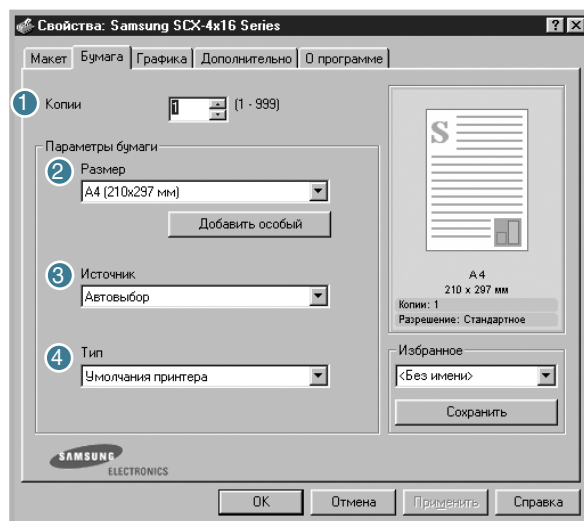 Свойства: Samsung SCX-4x16 Series
Макет Бумага Графика Дополнительно О программе
1 Копии 1 (1 - 999)
Параметры бумаги
2 Размер
A4 (210x297 мм)
Добавить особый
3 Источник
Автовыбор
4 Тип
Умолчания принтера
S
A4
210 x 297 мм
Копии: 1
Разрешение: Стандартное
Избранное
<Без имени>
Сохранить
SAMSUNG
ELECTRONICS
OK Отмена Применить Справка